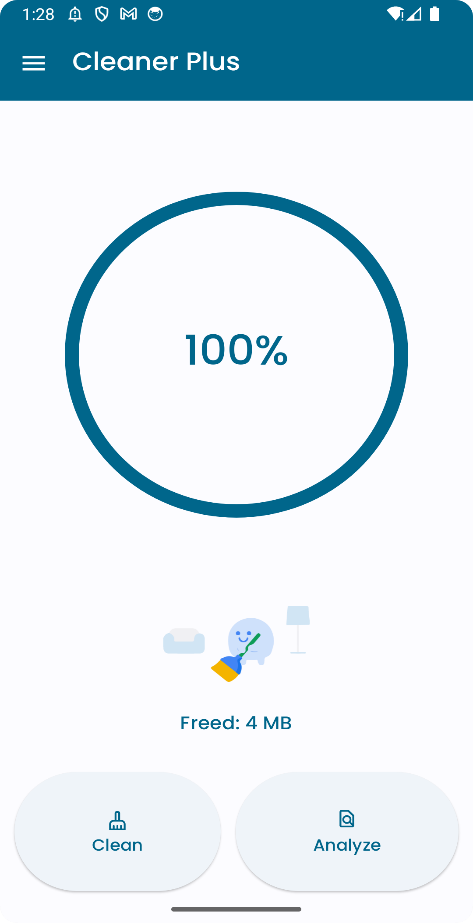 1:28
Cleaner Plus
100%
Freed: 4 MB
Clean
Analyze